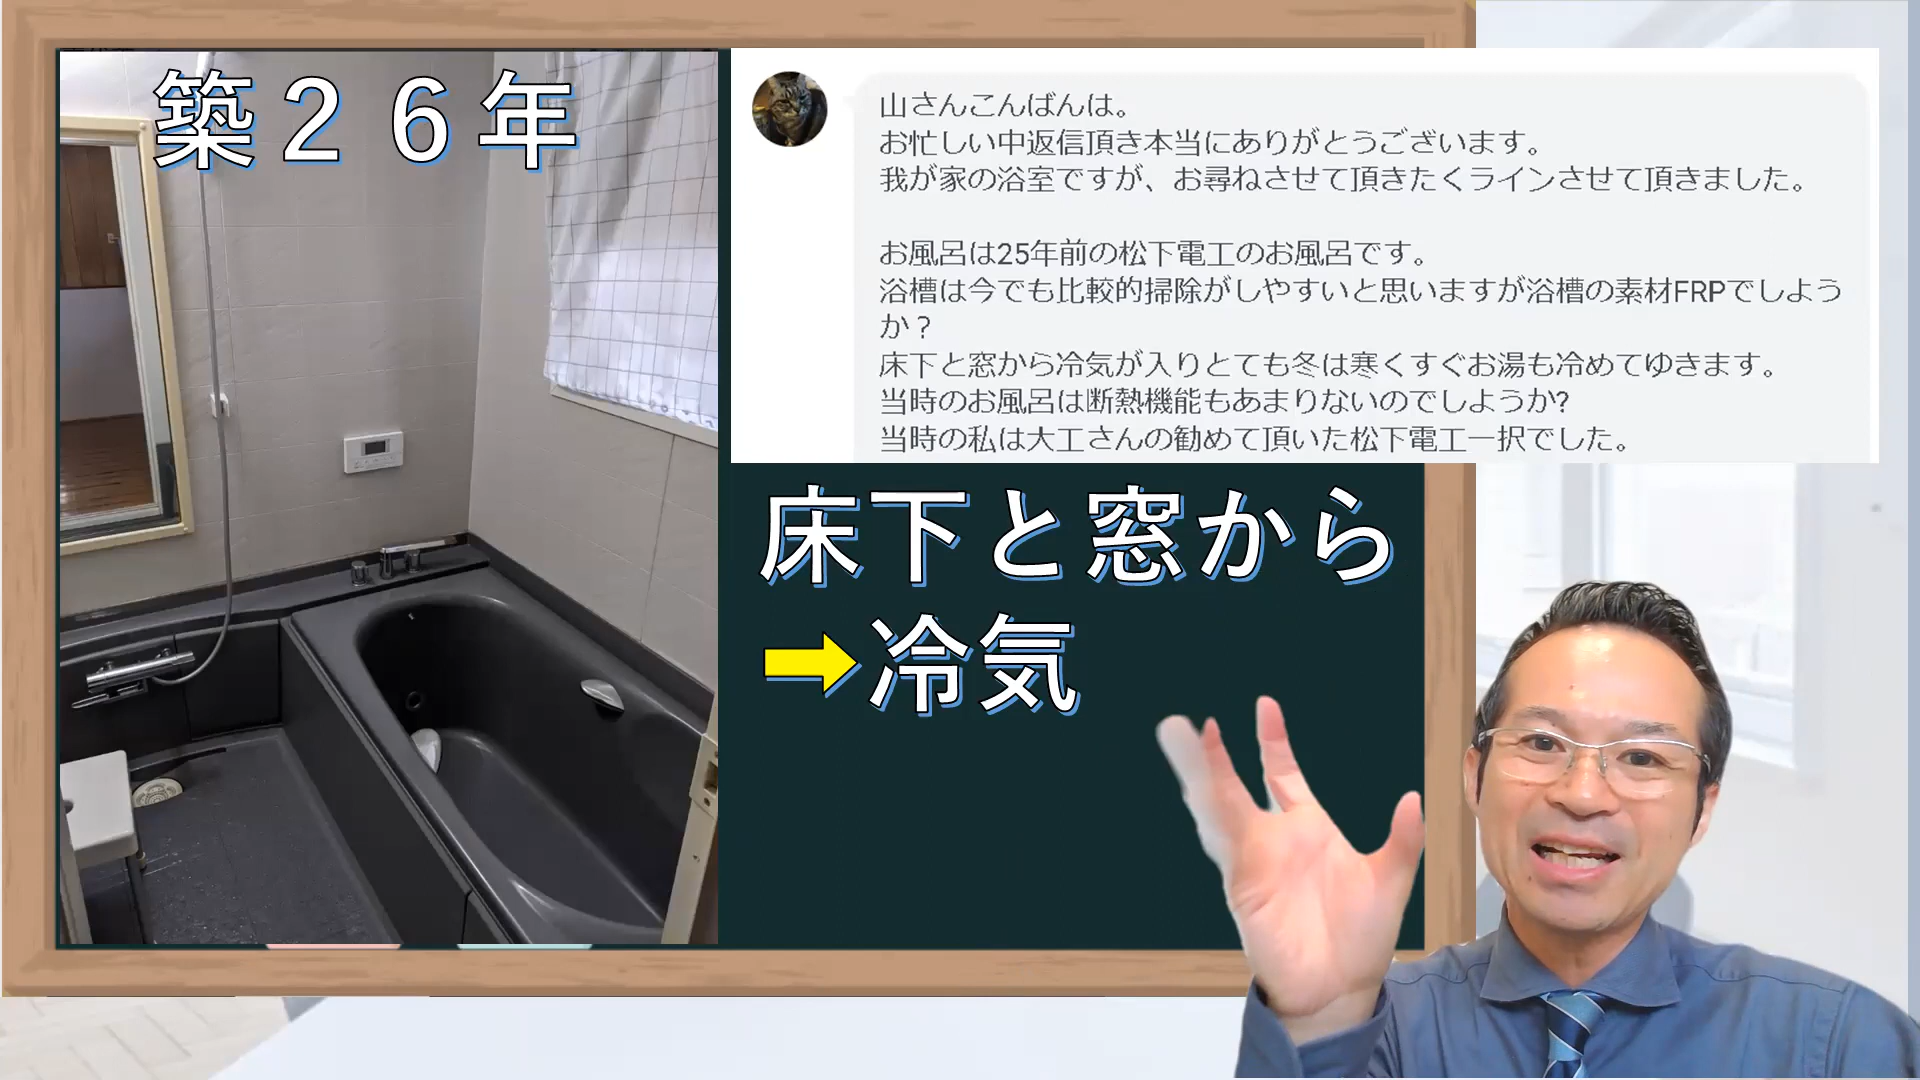 築２６年
山さんこんばんは。
お忙しい中返信頂き本当にありがとうございます。
我が家の浴室ですが、お尋ねさせて頂きたくラインさせて頂きました。
お風呂は25年前の松下電工のお風呂です。
浴槽は今でも比較的掃除がしやすいと思いますが浴槽の素材FRPでしよう
か？
床下と窓から冷気が入りとても冬は寒くすぐお湯も冷めてゆきます。
当時のお風呂は断熱機能もあまりないのでしようか?
当時の私は大工さんの勧めて頂いた松下電工一択でした。
床下と窓から
➡冷気